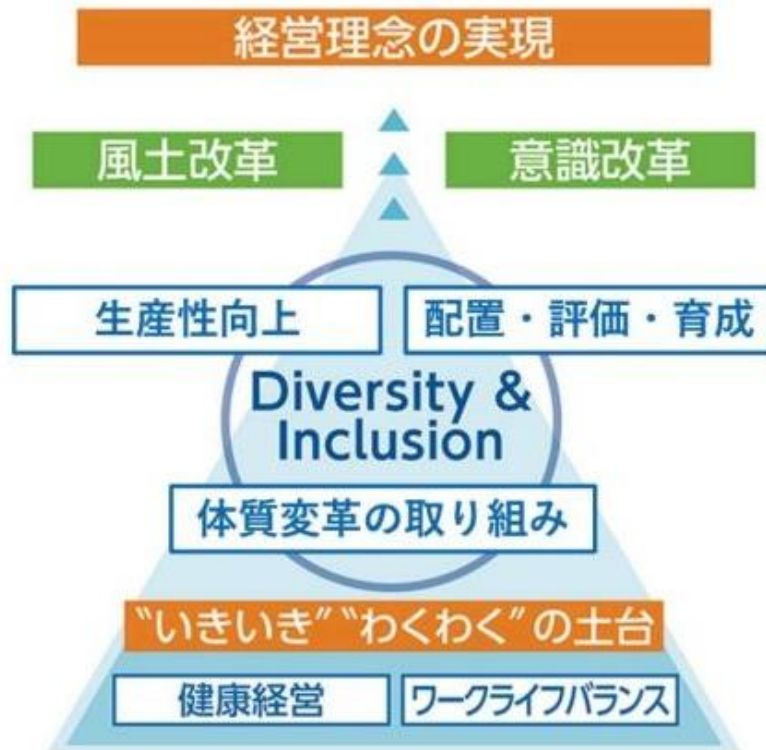 経営理念の実現
風土改革
意識改革
生産性向上
配置・評価・育成
Diversity &
Inclusion
体質変革の取り組み
“いきいき”“わくわく”の土台
健康経営
ワークライフバランス